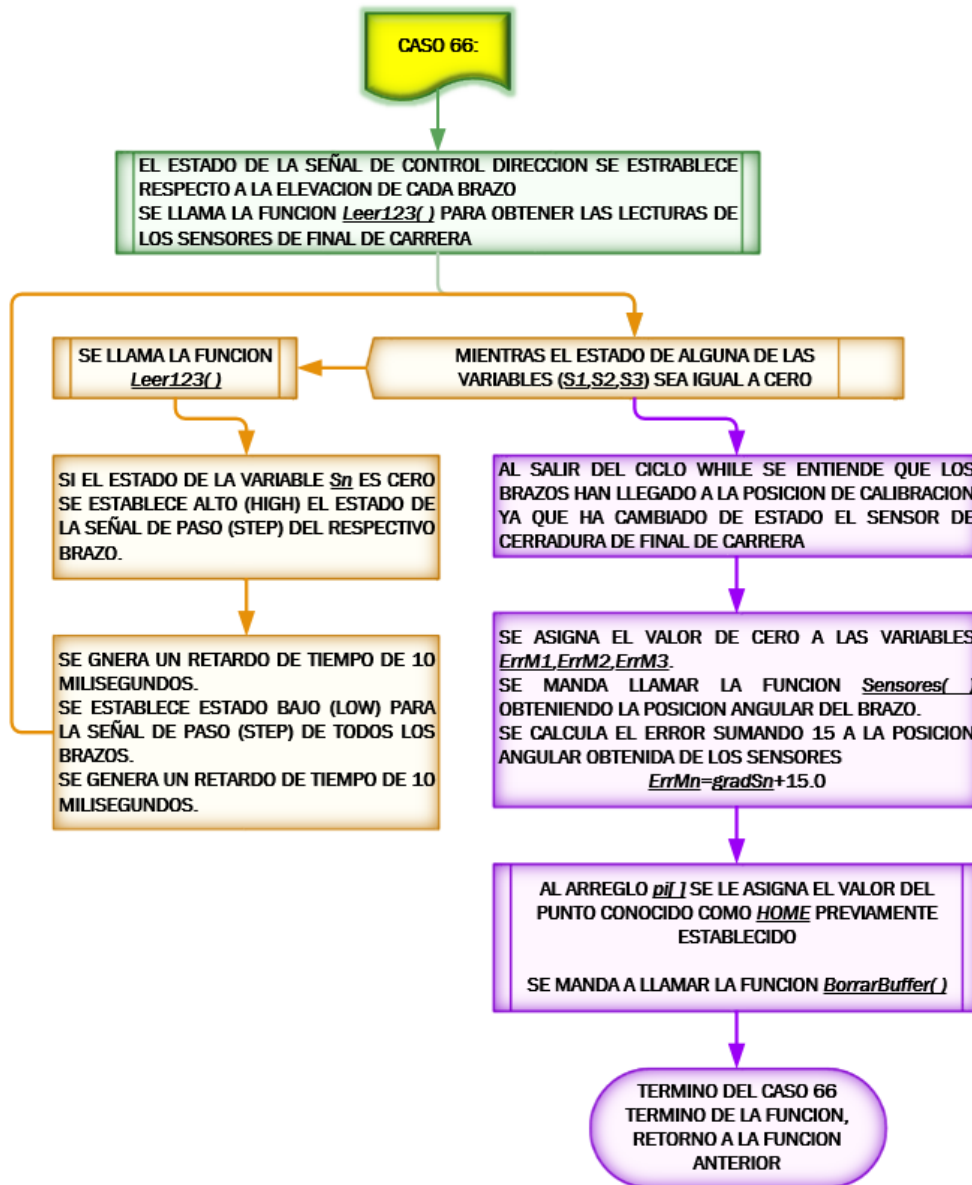 CASO 66:
EL ESTADO DE LA SEÑAL DE CONTROL DIRECCION SE ESTRABLECE
RESPECTO A LA ELEVACION DE CADA BRAZO
SE LLAMA LA FUNCION Leer123( ) PARA OBTENER LAS LECTURAS DE
LOS SENSORES DE FINAL DE CARRERA
MIENTRAS EL ESTADO DE ALGUNA DE LAS
VARIABLES (S1,S2,S3) SEA IGUAL A CERO
SE LLAMA LA FUNCION
Leer123( )
SI EL ESTADO DE LA VARIABLE Sn ES CERO
SE ESTABLECE ALTO (HIGH) EL ESTADO DE
LA SEÑAL DE PASO (STEP) DEL RESPECTIVO
BRAZO.
SE GNERA UN RETARDO DE TIEMPO DE 10
MILISEGUNDOS.
SE ESTABLECE ESTADO BAJO (LOW) PARA
LA SEÑAL DE PASO (STEP) DE TODOS LOS
BRAZOS.
SE GENERA UN RETARDO DE TIEMPO DE 10
MILISEGUNDOS.
AL SALIR DEL CICLO WHILE SE ENTIENDE QUE LOS
BRAZOS HAN LLEGADO A LA POSICION DE CALIBRACION
YA QUE HA CAMBIADO DE ESTADO EL SENSOR DE
CERRADURA DE FINAL DE CARRERA
SE ASIGNA EL VALOR DE CERO A LAS VARIABLES
ErrM1,ErrM2,ErrM3.
SE MANDA LLAMAR LA FUNCION Sensores( )
OBTENIENDO LA POSICION ANGULAR DEL BRAZO.
SE CALCULA EL ERROR SUMANDO 15 A LA POSICION
ANGULAR OBTENIDA DE LOS SENSORES
ErrMn=gradSn+15.0
AL ARREGLO pi[ ] SE LE ASIGNA EL VALOR DEL
PUNTO CONOCIDO COMO HOME PREVIAMENTE
ESTABLECIDO
SE MANDA A LLAMAR LA FUNCION BorrarBuffer( )
TERMINO DEL CASO 66
TERMINO DE LA FUNCION,
RETORNO A LA FUNCION
ANTERIOR